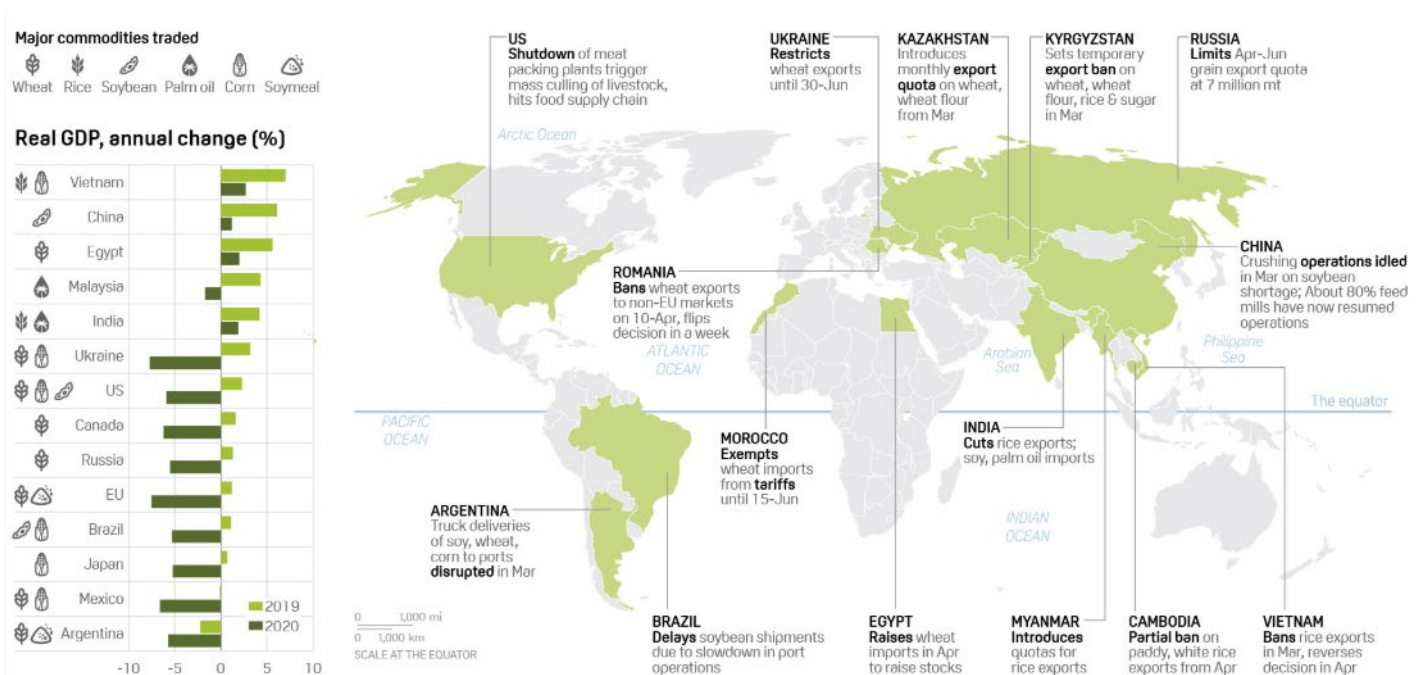 Major commodities traded
Wheat Rice Soybean Palm oil Corn Soymeal
Real GDP, annual change (%)
Vietnam
China
Egypt
Malaysia
India
Ukraine
US
Canada
Russia
EU
Brazil
Japan
Mexico
Argentina
2019
2020
-10 -5 0 5 10
US
Shutdown of meat
packing plants trigger
mass culling of livestock,
hits food supply chain
UKRAINE
Restricts
wheat exports
until 30-Jun
KAZAKHSTAN
Introduces
monthly export
quota on wheat,
wheat flour
from Mar
KYRGYZSTAN
Sets temporary
export ban on
wheat, wheat
flour, rice & sugar
in Mar
RUSSIA
Limits Apr-Jun
grain export quota
at 7 million mt
Arctic Ocean
ROMANIA
Bans wheat exports
to non-EU markets
on 10-Apr, flips
decision in a week
CHINA
Crushing operations idled
in Mar on soybean
shortage; About 80% feed
mills have now resumed
operations
ATLANTIC
OCEAN
Arabian
Sea
Philippine
Sea
The equator
PACIFIC
OCEAN
MOROCCO
Exempts
wheat imports
from tariffs
until 15-Jun
INDIA
Cuts rice exports;
soy, palm oil imports
ARGENTINA
Truck deliveries
of soy, wheat,
corn to ports
disrupted in Mar
INDIAN
OCEAN
0 1,000 mi
0 1,000 km
SCALE AT THE EQUATOR
BRAZIL
Delays soybean shipments
due to slowdown in port
operations
EGYPT
Raises wheat
imports in Apr
to raise stocks
MYANMAR
Introduces
quotas for
rice exports
CAMBODIA
Partial ban on
paddy, white rice
exports from Apr
VIETNAM
Bans rice exports
in Mar, reverses
decision in Apr